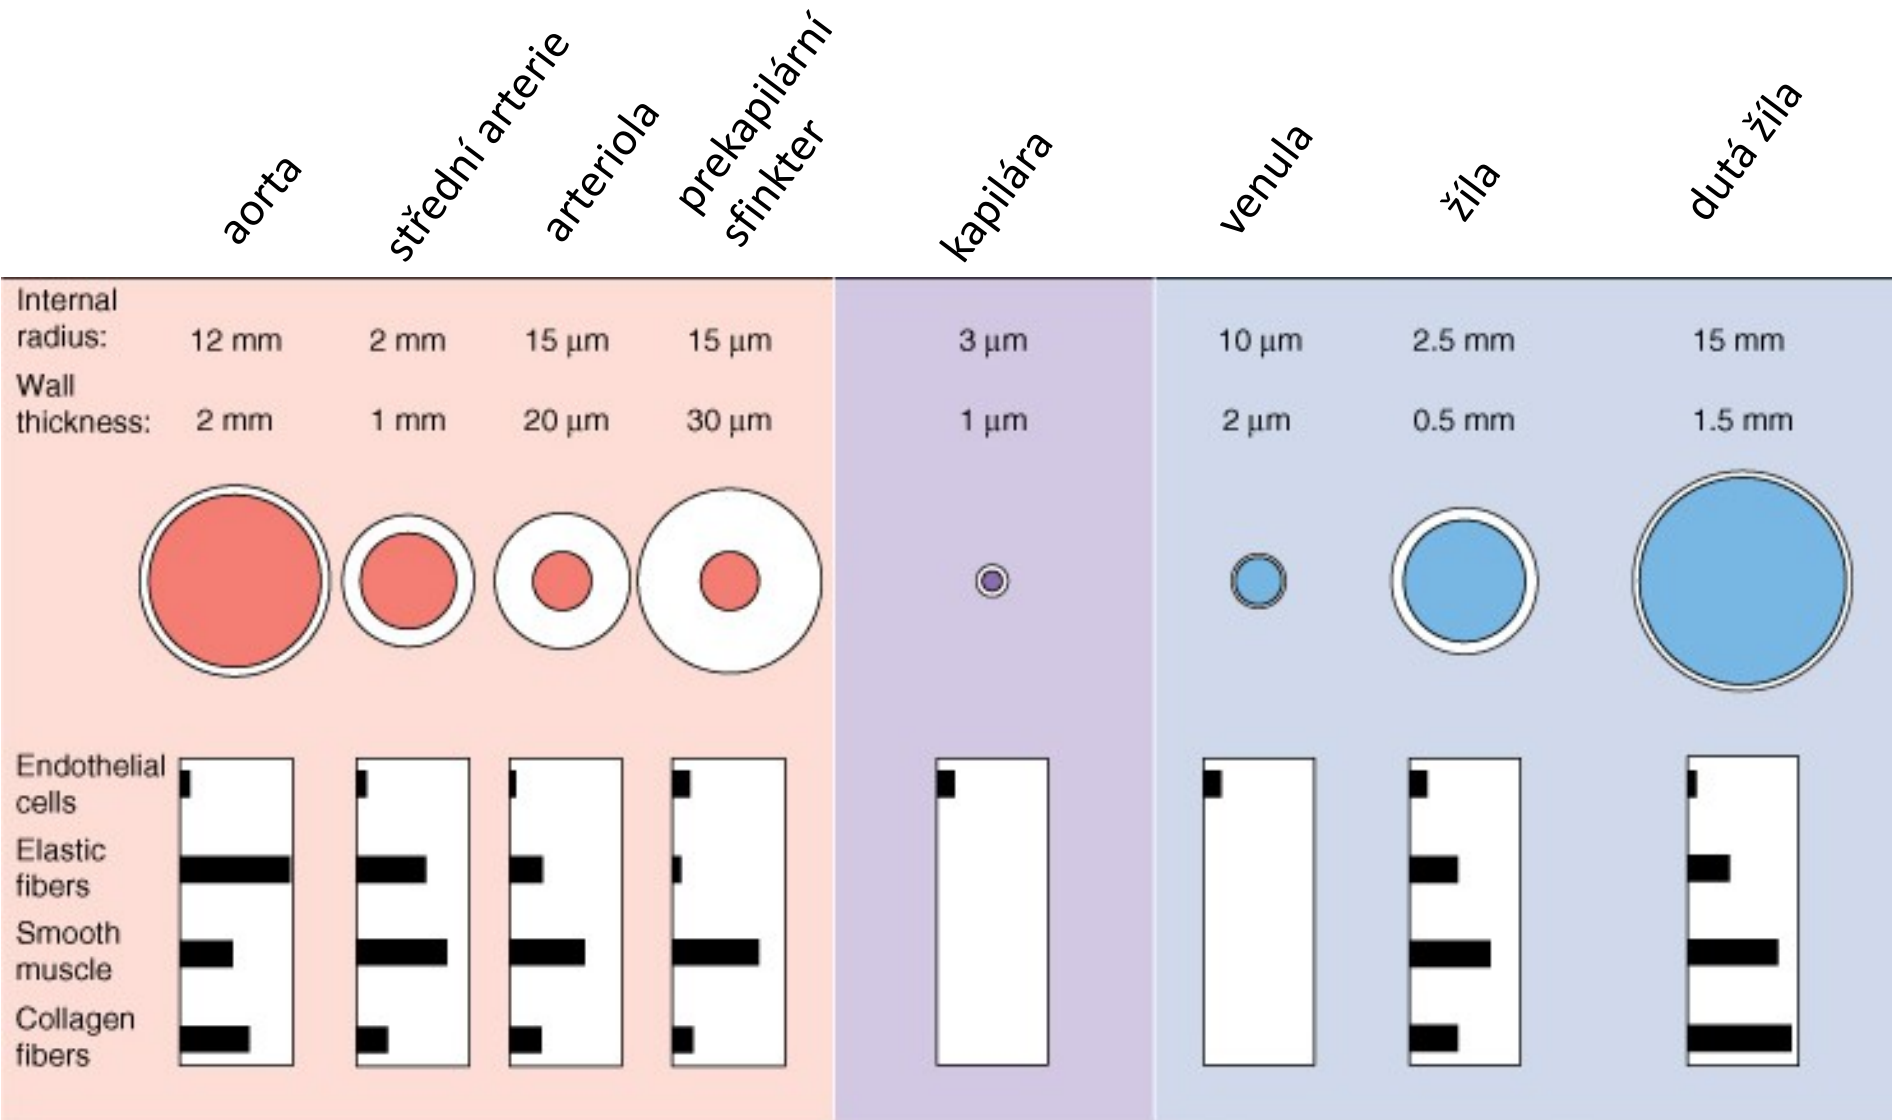 aorta
střední arterie
arteriola
prekapilární
sfinkter
kapilára
venula
žíla
dutá žíla
Internal
radius: 12 mm 2 mm 15 μm 15 μm 3 μm 10 μm 2.5 mm 15 mm
Wall
thickness: 2 mm 1 mm 20 μm 30 μm 1 μm 2 μm 0.5 mm 1.5 mm
Endothelial
cells
Elastic
fibers
Smooth
muscle
Collagen
fibers